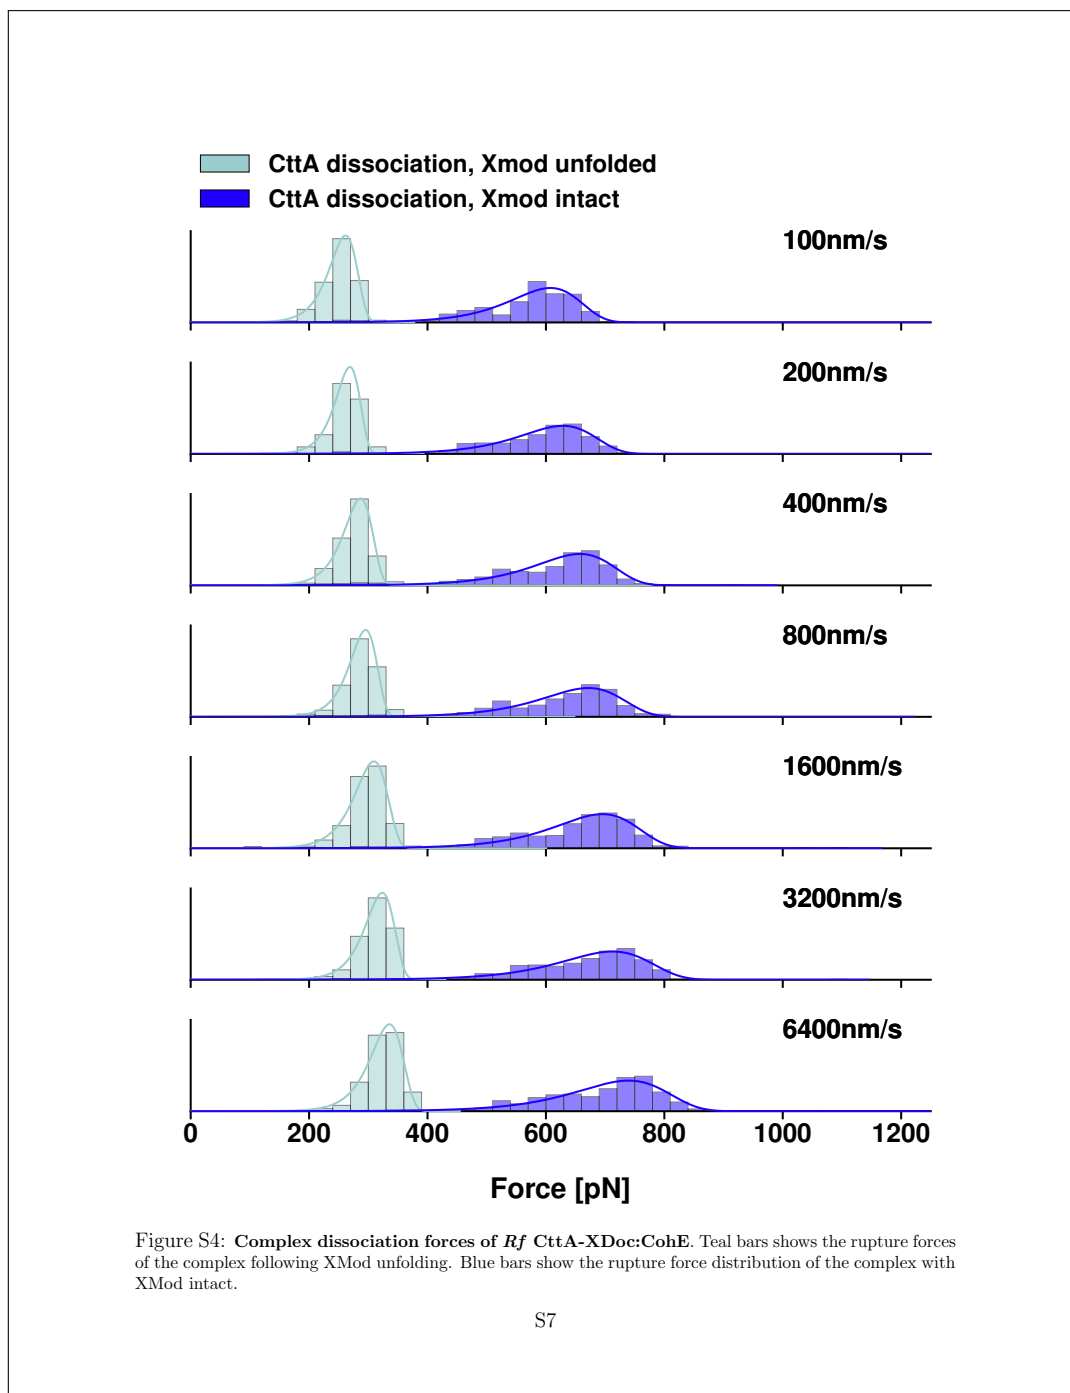 CttA dissociation, Xmod unfolded
CttA dissociation, Xmod intact
100nm/s
200nm/s
400nm/s
800nm/s
1600nm/s
3200nm/s
6400nm/s
0 200 400 600 800 1000 1200
Force [pN]
Figure S4: Complex dissociation forces of Rf CttA-XDoc:CohE. Teal bars shows the rupture forces
of the complex following XMod unfolding. Blue bars show the rupture force distribution of the complex with
XMod intact.
S7